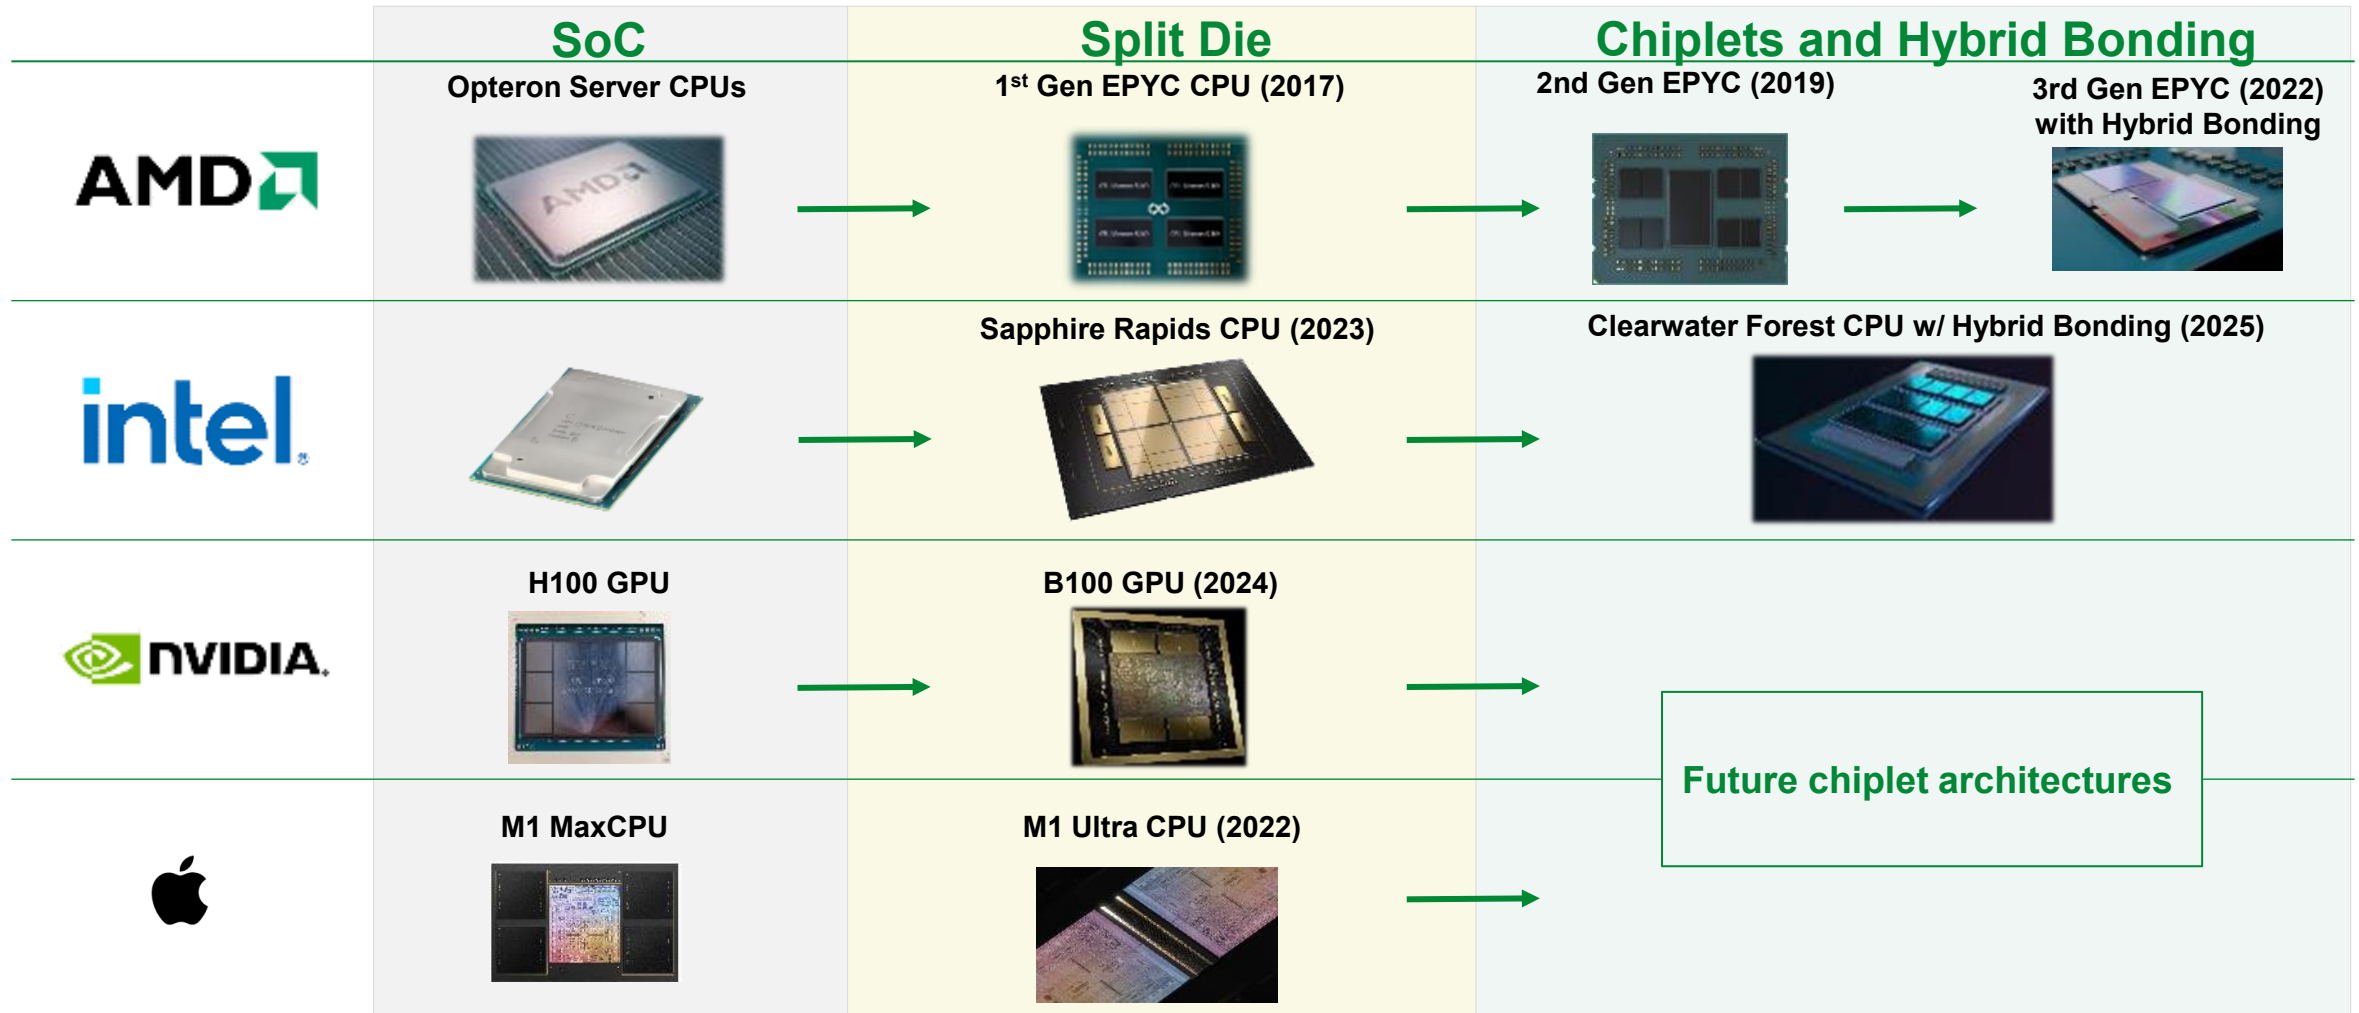 SoC
Split Die
Chiplets and Hybrid Bonding
AMD
Opteron Server CPUs
AMD
1st Gen EPYC CPU (2017)
2nd Gen EPYC (2019)
3rd Gen EPYC (2022)
with Hybrid Bonding
intel®
Sapphire Rapids CPU (2023)
Clearwater Forest CPU w/ Hybrid Bonding (2025)
NVIDIA.
H100 GPU
B100 GPU (2024)
Future chiplet architectures
M1 MaxCPU
M1 Ultra CPU (2022)